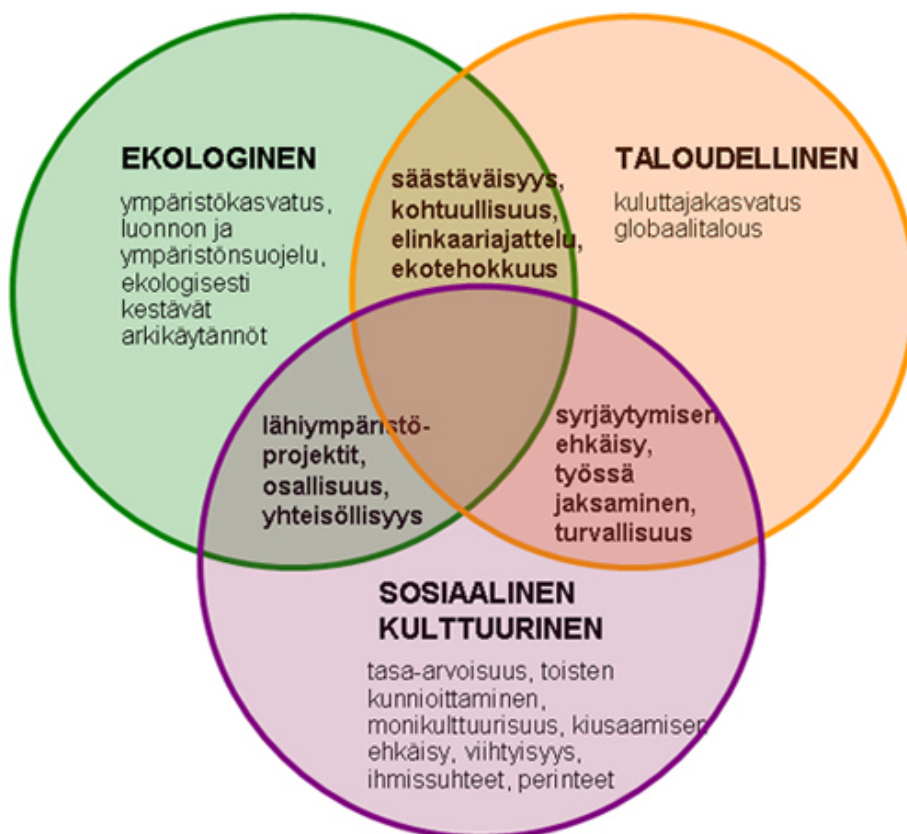 EKOLOGINEN
ympäristökasvatus,
luonnon ja
ympäristönsuojelu,
ekologisesti
kestävät
arkikäytännöt
säästäväisyys,
kohtuullisuus,
elinkaariajattelu,
ekotehokkuus
TALOUDELLINEN
kuluttajakasvatus
globaalitalous
lähiympäristö-
projektit,
osallisuus,
yhteisöllisyys
syrjäytymisen
ehkäisy,
työssä
jaksaminen,
turvallisuus
SOSIAALINEN
KULTTUURINEN
tasa-arvoisuus, toisten
kunnioittaminen,
monikulttuurisuus, kiusaamisen
ehkäisy, viihtyisyys,
ihmissuhteet, perinteet